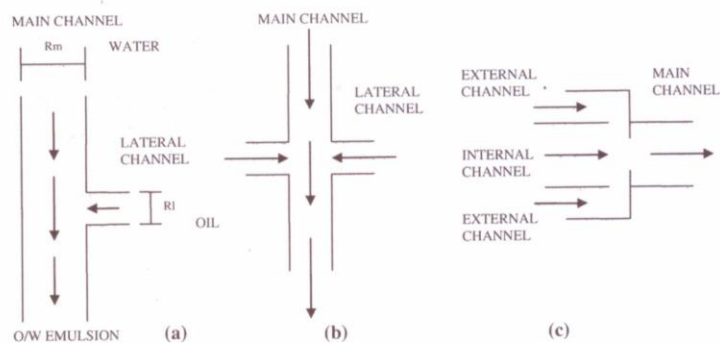 MAIN CHANNEL
Rm
WATER
LATERAL
CHANNEL
Rl
OIL
O/W EMULSION
(a)
MAIN CHANNEL
LATERAL
CHANNEL
(b)
EXTERNAL
CHANNEL
MAIN
CHANNEL
INTERNAL
CHANNEL
EXTERNAL
CHANNEL
(c)